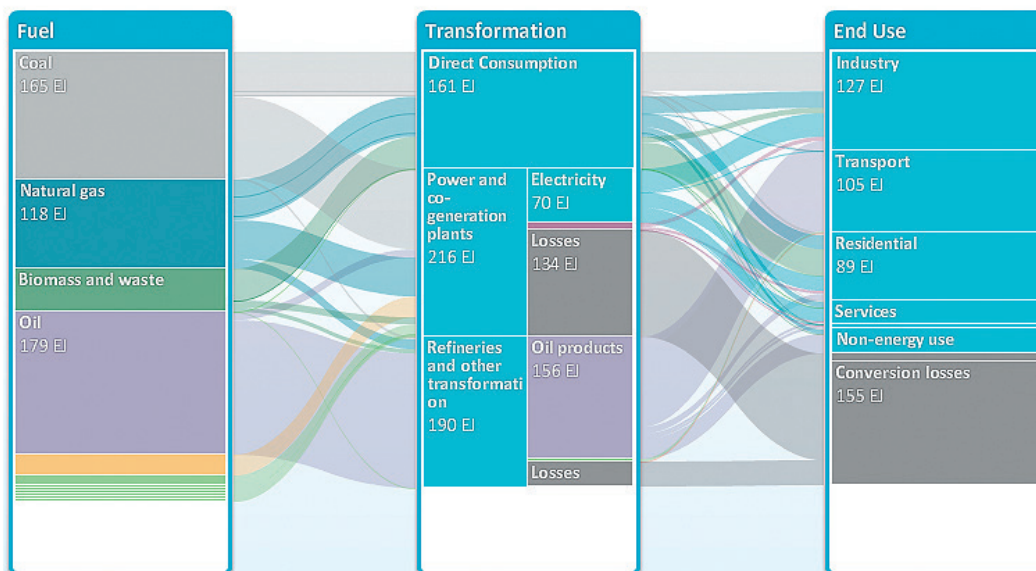 Fuel
Coal
165 EJ
Natural gas
118 EJ
Biomass and waste
Oil
179 EJ
Transformation
Direct Consumption
161 EJ
Power and
co-
generation
plants
216 EJ
Electricity
70 EJ
Losses
134 EJ
Refineries
and other
transformati
on
190 EJ
Oil products
156 EJ
Losses
End Use
Industry
127 EJ
Transport
105 EJ
Residential
89 EJ
Services
Non-energy use
Conversion losses
155 EJ